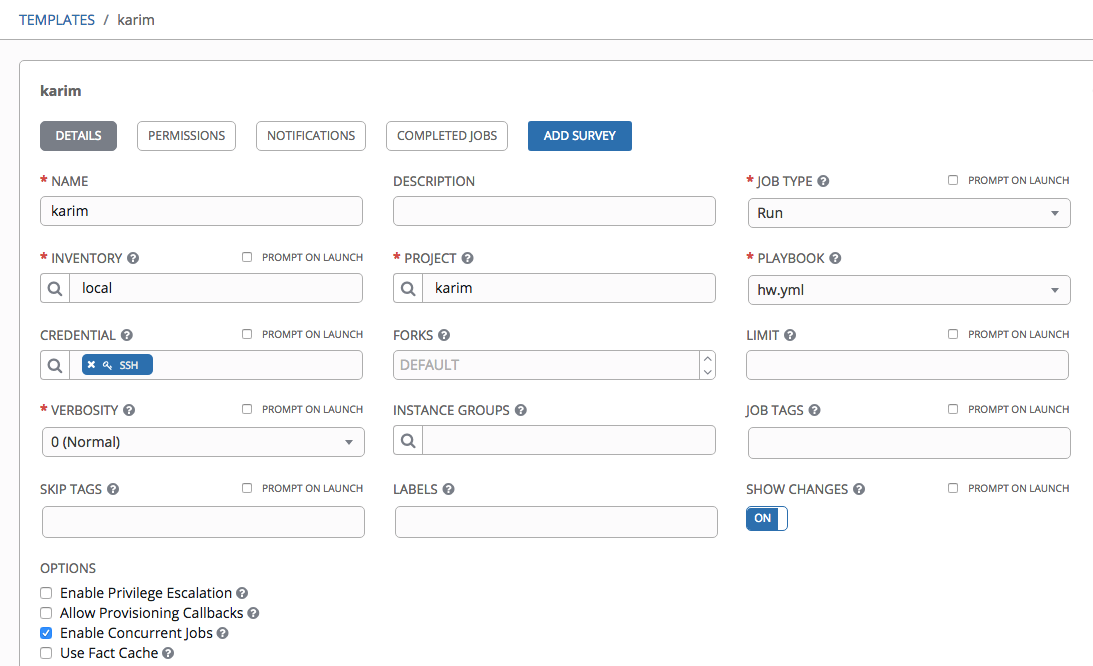 TEMPLATES / karim
karim
DETAILS PERMISSIONS NOTIFICATIONS COMPLETED JOBS ADD SURVEY
* NAME DESCRIPTION * JOB TYPE ? PROMPT ON LAUNCH
karim Run
* INVENTORY ? PROMPT ON LAUNCH * PROJECT ? * PLAYBOOK ?
local karim hw.yml
CREDENTIAL ? PROMPT ON LAUNCH FORKS ? LIMIT ? PROMPT ON LAUNCH
SSH DEFAULT
* VERBOSITY ? PROMPT ON LAUNCH INSTANCE GROUPS ? JOB TAGS ? PROMPT ON LAUNCH
0 (Normal)
SKIP TAGS ? PROMPT ON LAUNCH LABELS ? SHOW CHANGES ? PROMPT ON LAUNCH
ON
OPTIONS
Enable Privilege Escalation ?
Allow Provisioning Callbacks ?
Enable Concurrent Jobs ?
Use Fact Cache ?